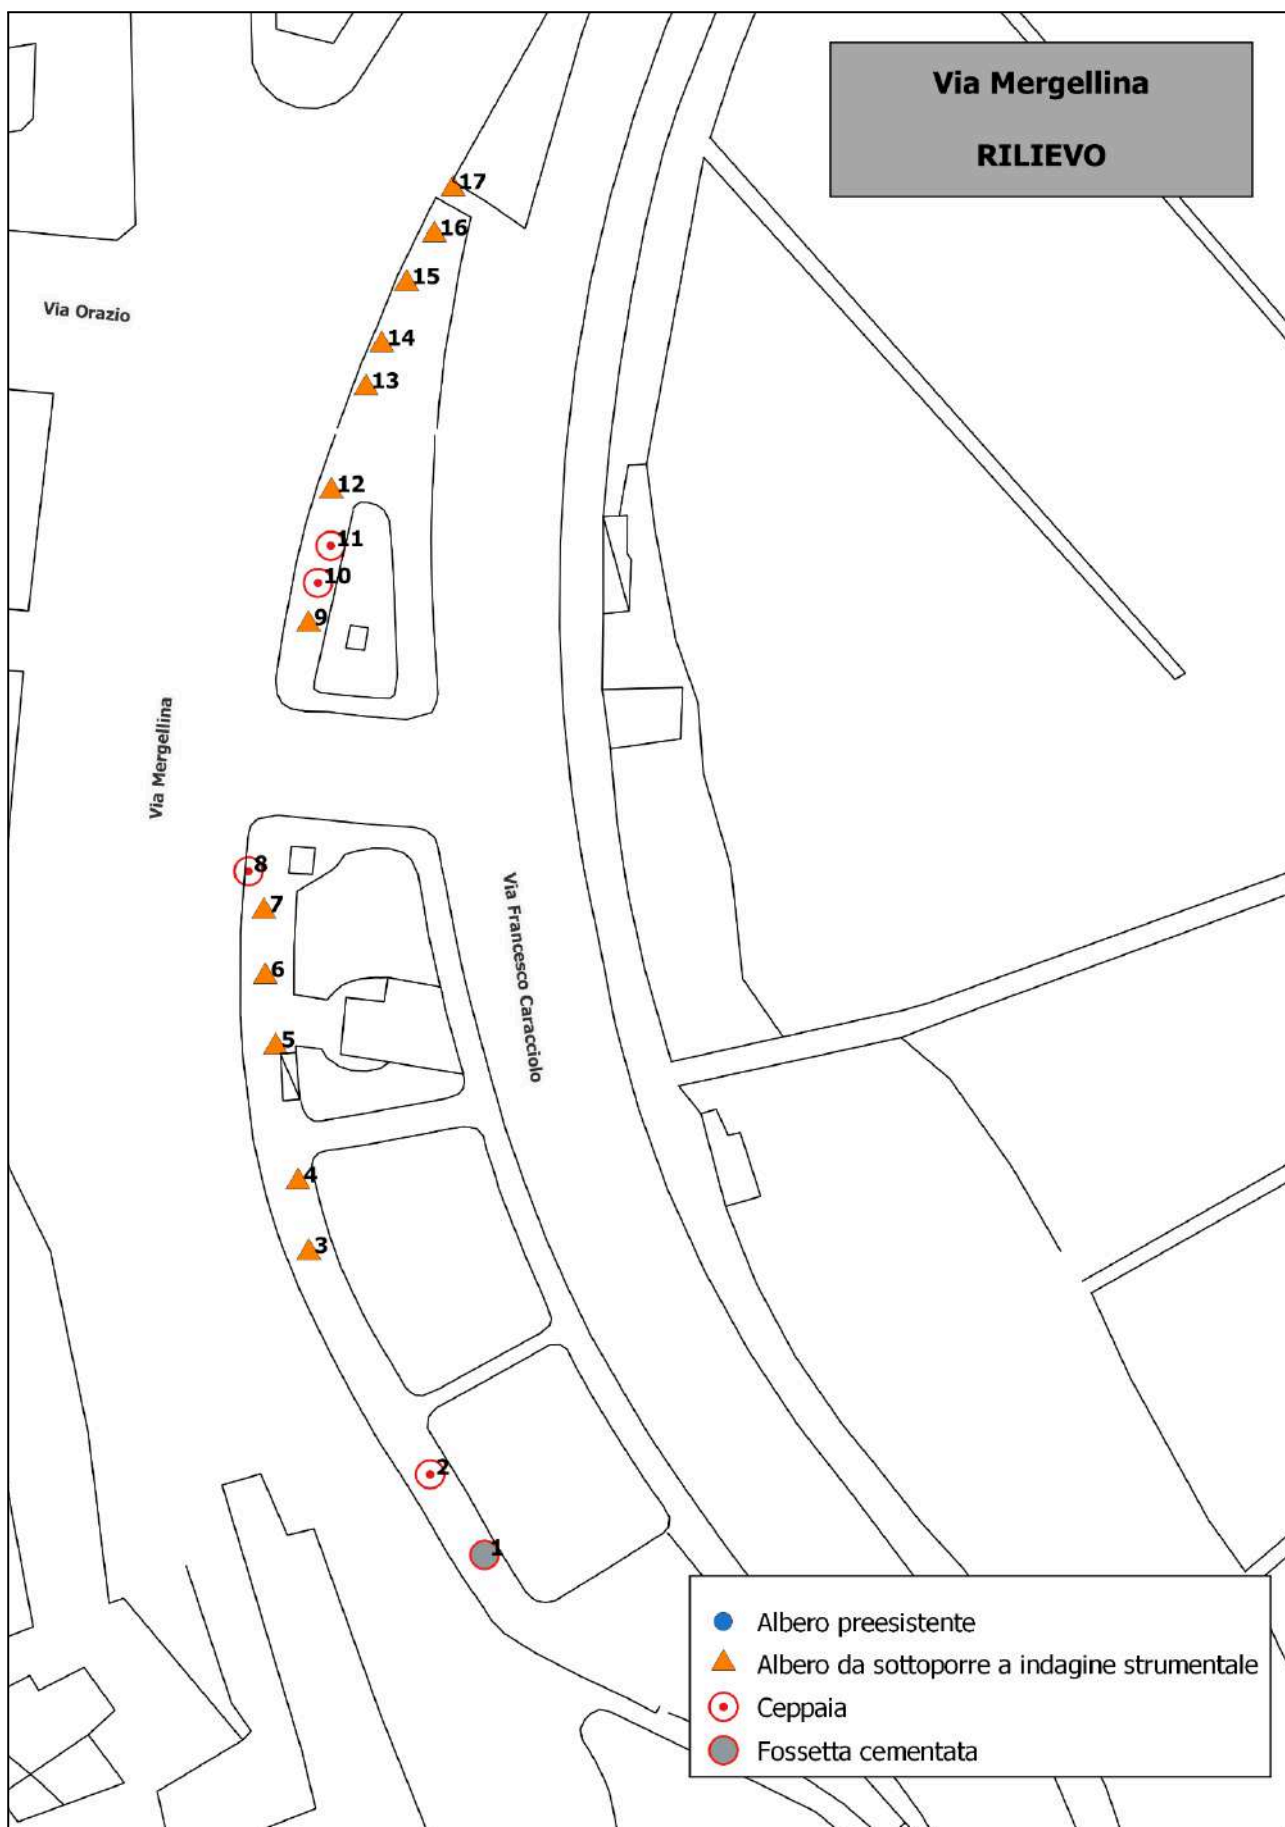 Via Mergellina
RILIEVO
17
16
15
Via Orazio
14
13
12
11
10
9
Via Mergellina
8
Via Francesco Caracciolo
7
6
5
4
3
2
1
Albero preesistente
Albero da sottoporre a indagine strumentale
Ceppaia
Fossetta cementata